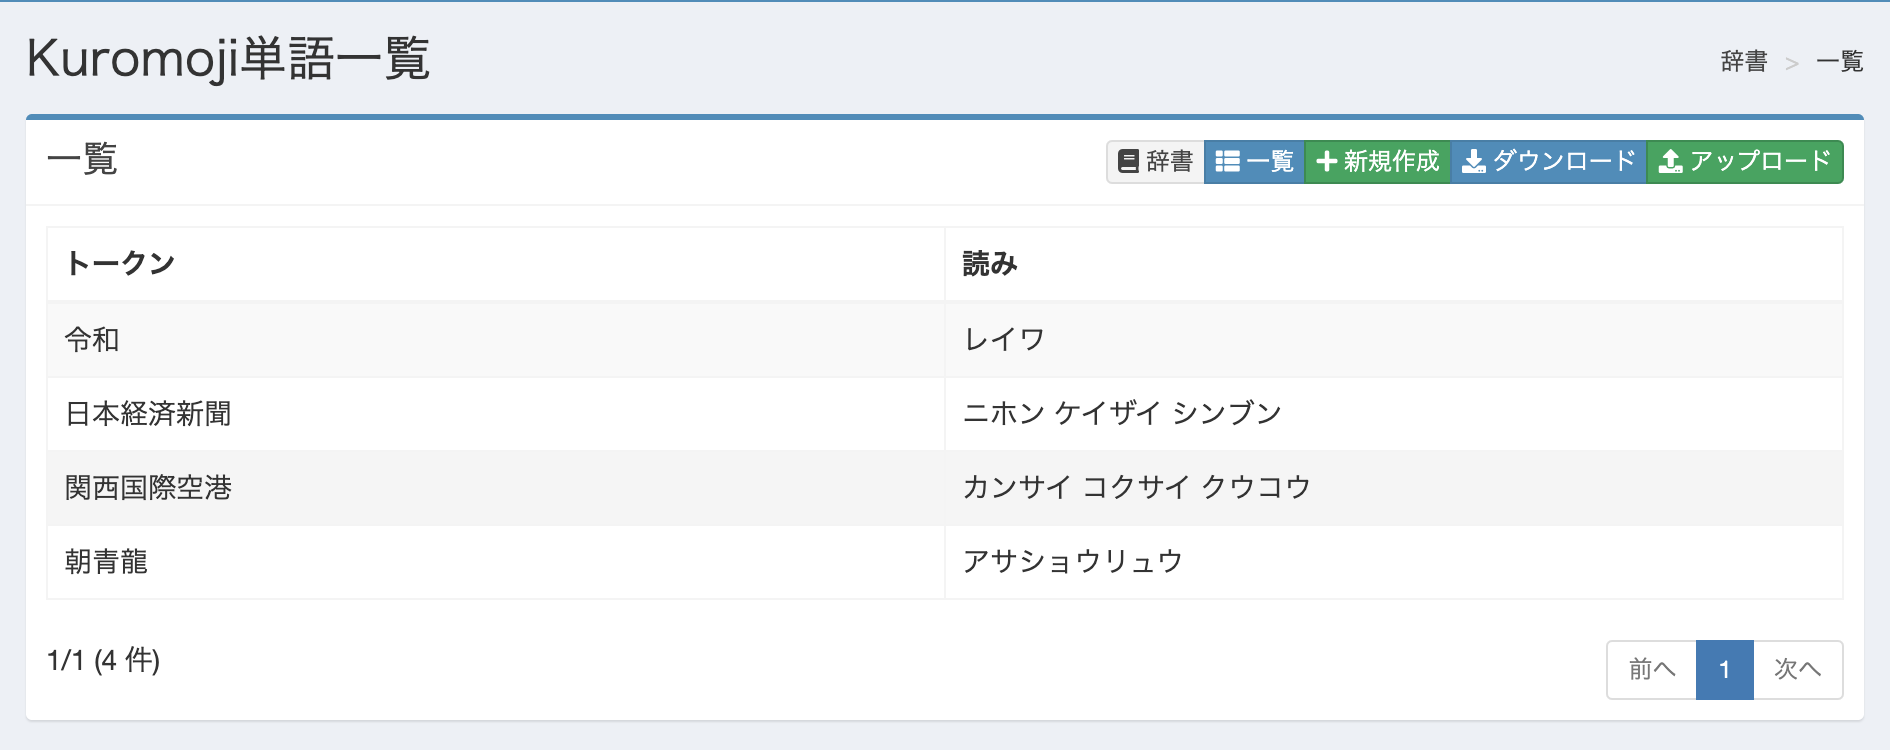 Kuromoji単語一覧
辞書 > 一覧
一覧
辞書 一覧 新規作成 ダウンロード アップロード
トークン 読み
令和 レイワ
日本経済新聞 ニホン ケイザイ シンブン
関西国際空港 カンサイ コクサイ クウコウ
朝青龍 アサショウリュウ
1/1 (4 件)
前へ 1 次へ